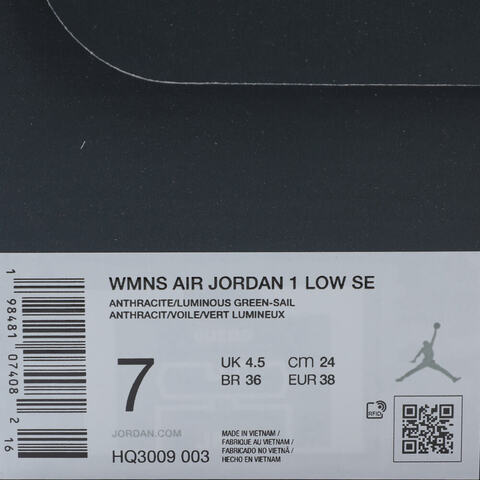 WMNS AIR JORDAN 1 LOW SE
ANTHRACITE/LUMINOUS GREEN-SAIL
ANTHRACIT/VOILE/VERT LUMINEUX
7
UK 4.5 cm 24
BR 36 EUR 38
JORDAN.COM
HQ3009 003
MADE IN VIETNAM /
FABRIQUE AU VIETNAM /
FABRICADO NO VIETNÃ /
HECHO EN VIETNAM
RFID
1 98481 07408 2 16